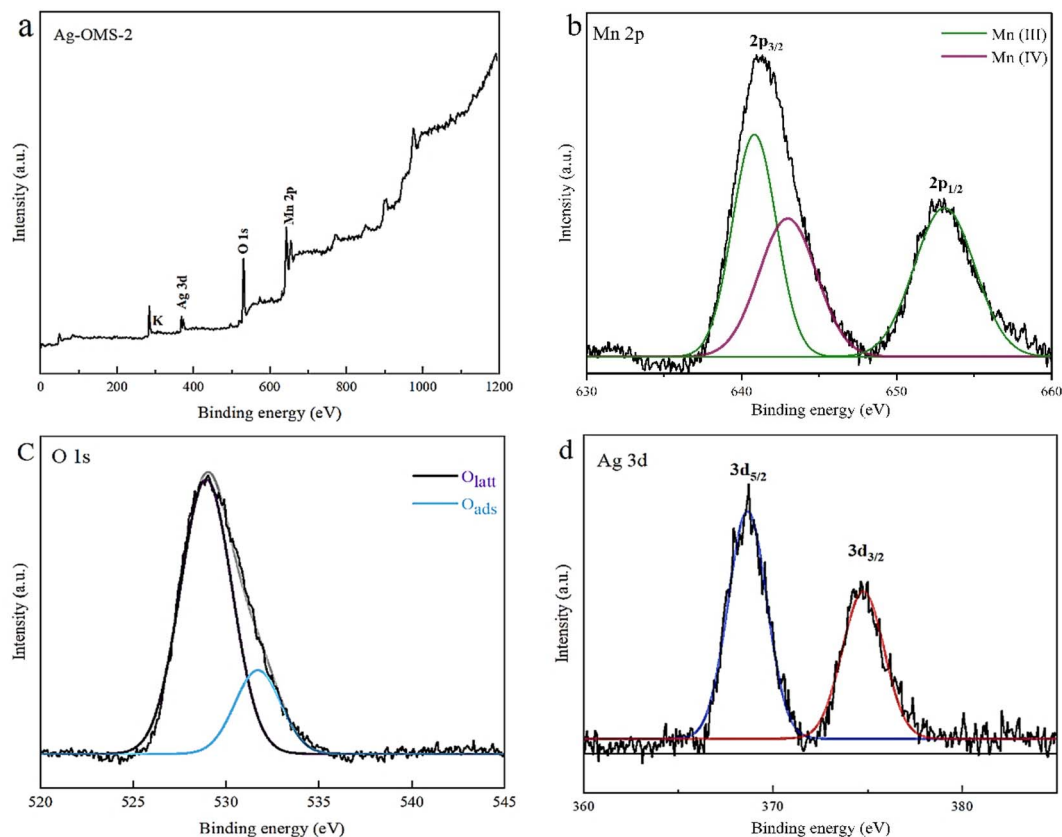 a
Ag-OMS-2
Intensity (a.u.)
K
Ag 3d
O 1s
Mn 2p
0 200 400 600 800 1000 1200
Binding energy (eV)
b
Mn 2p
2p3/2
Mn (III)
Mn (IV)
2p1/2
Intensity (a.u.)
630 640 650 660
Binding energy (eV)
C
O 1s
Olatt
Oads
Intensity (a.u.)
520 525 530 535 540 545
Binding energy (eV)
d
Ag 3d
3d5/2
3d3/2
Intensity (a.u.)
360 370 380
Binding energy (eV)